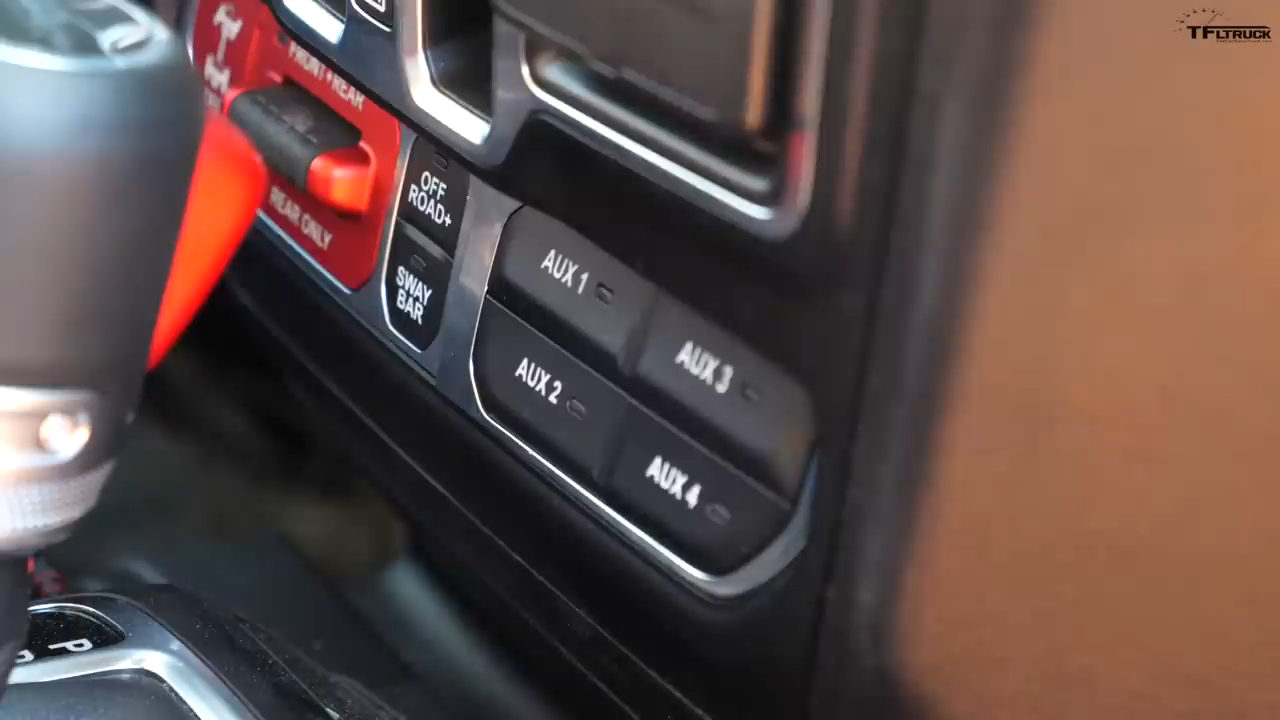 TFLTRUCK
FRONT+REAR
REAR ONLY
OFF
ROAD+
SWAY
BAR
AUX 1
AUX 2
AUX 3
AUX 4
P
R